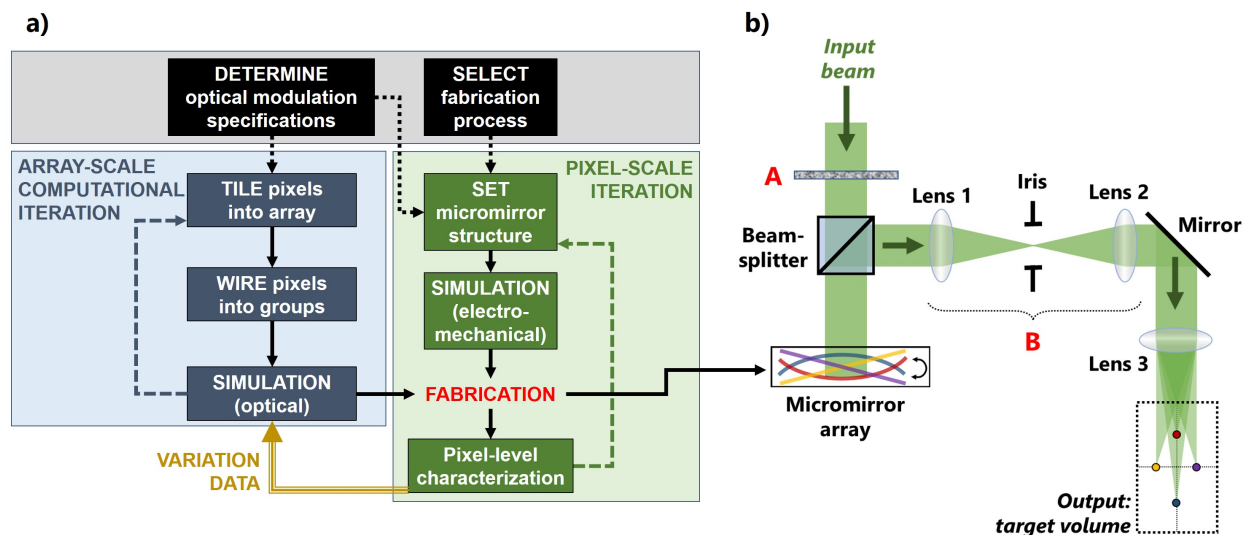 a)
DETERMINE
optical modulation
specifications
SELECT
fabrication
process
ARRAY-SCALE
COMPUTATIONAL
ITERATION
TILE pixels
into array
WIRE pixels
into groups
SIMULATION
(optical)
PIXEL-SCALE
ITERATION
SET
micromirror
structure
SIMULATION
(electro-
mechanical)
FABRICATION
Pixel-level
characterization
VARIATION
DATA
b)
Input
beam
A
Beam-
splitter
Lens 1
Iris
Lens 2
Mirror
B
Lens 3
Micromirror
array
Output:
target volume